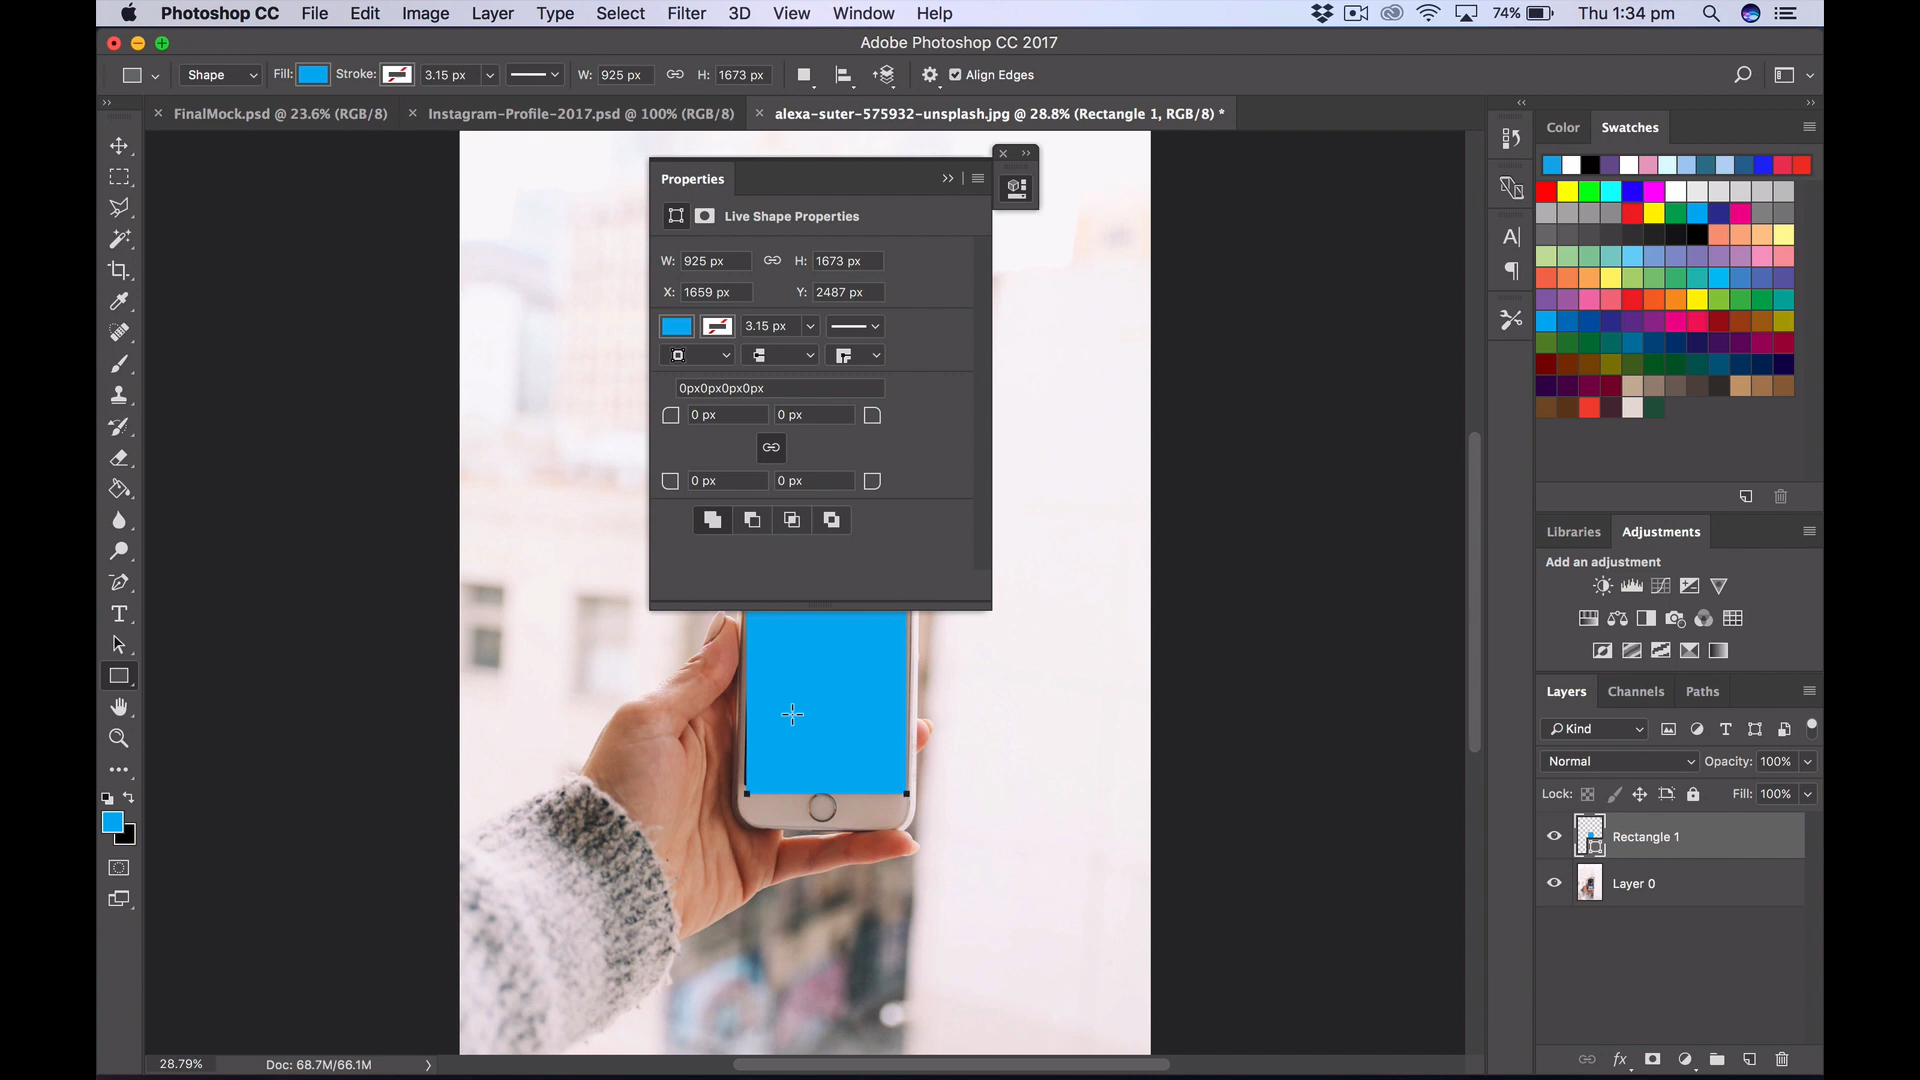 Photoshop CC File Edit Image Layer Type Select Filter 3D View Window Help 74% Thu 1:34 pm
Adobe Photoshop CC 2017
Shape Fill: Stroke: 3.15 px W: 925 px H: 1673 px Align Edges
FinalMock.psd @ 23.6% (RGB/8) Instagram-Profile-2017.psd @ 100% (RGB/8) alexa-suter-575932-unsplash.jpg @ 28.8% (Rectangle 1, RGB/8) *
Color Swatches
Properties
Live Shape Properties
W: 925 px H: 1673 px
X: 1659 px Y: 2487 px
3.15 px
0px0px0px0px
0 px 0 px
0 px 0 px
Libraries Adjustments
Add an adjustment
Layers Channels Paths
Kind
Normal Opacity: 100%
Lock: Fill: 100%
Rectangle 1
Layer 0
28.79% Doc: 68.7M/66.1M